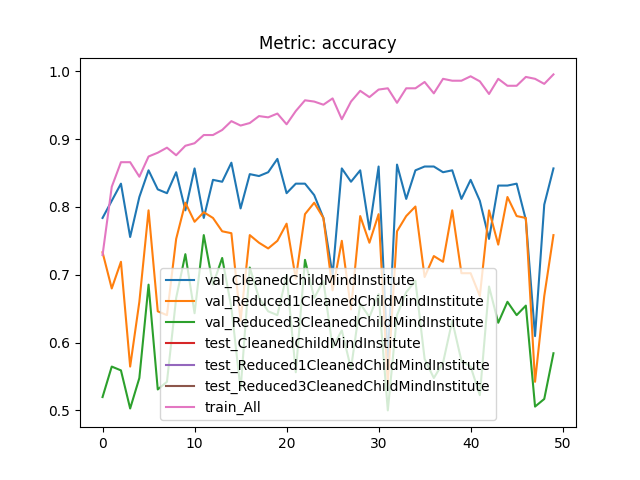 Metric: accuracy
1.0
0.9
0.8
0.7
0.6
0.5
val_CleanedChildMindInstitute
val_Reduced1CleanedChildMindInstitute
val_Reduced3CleanedChildMindInstitute
test_CleanedChildMindInstitute
test_Reduced1CleanedChildMindInstitute
test_Reduced3CleanedChildMindInstitute
train_All
0 10 20 30 40 50